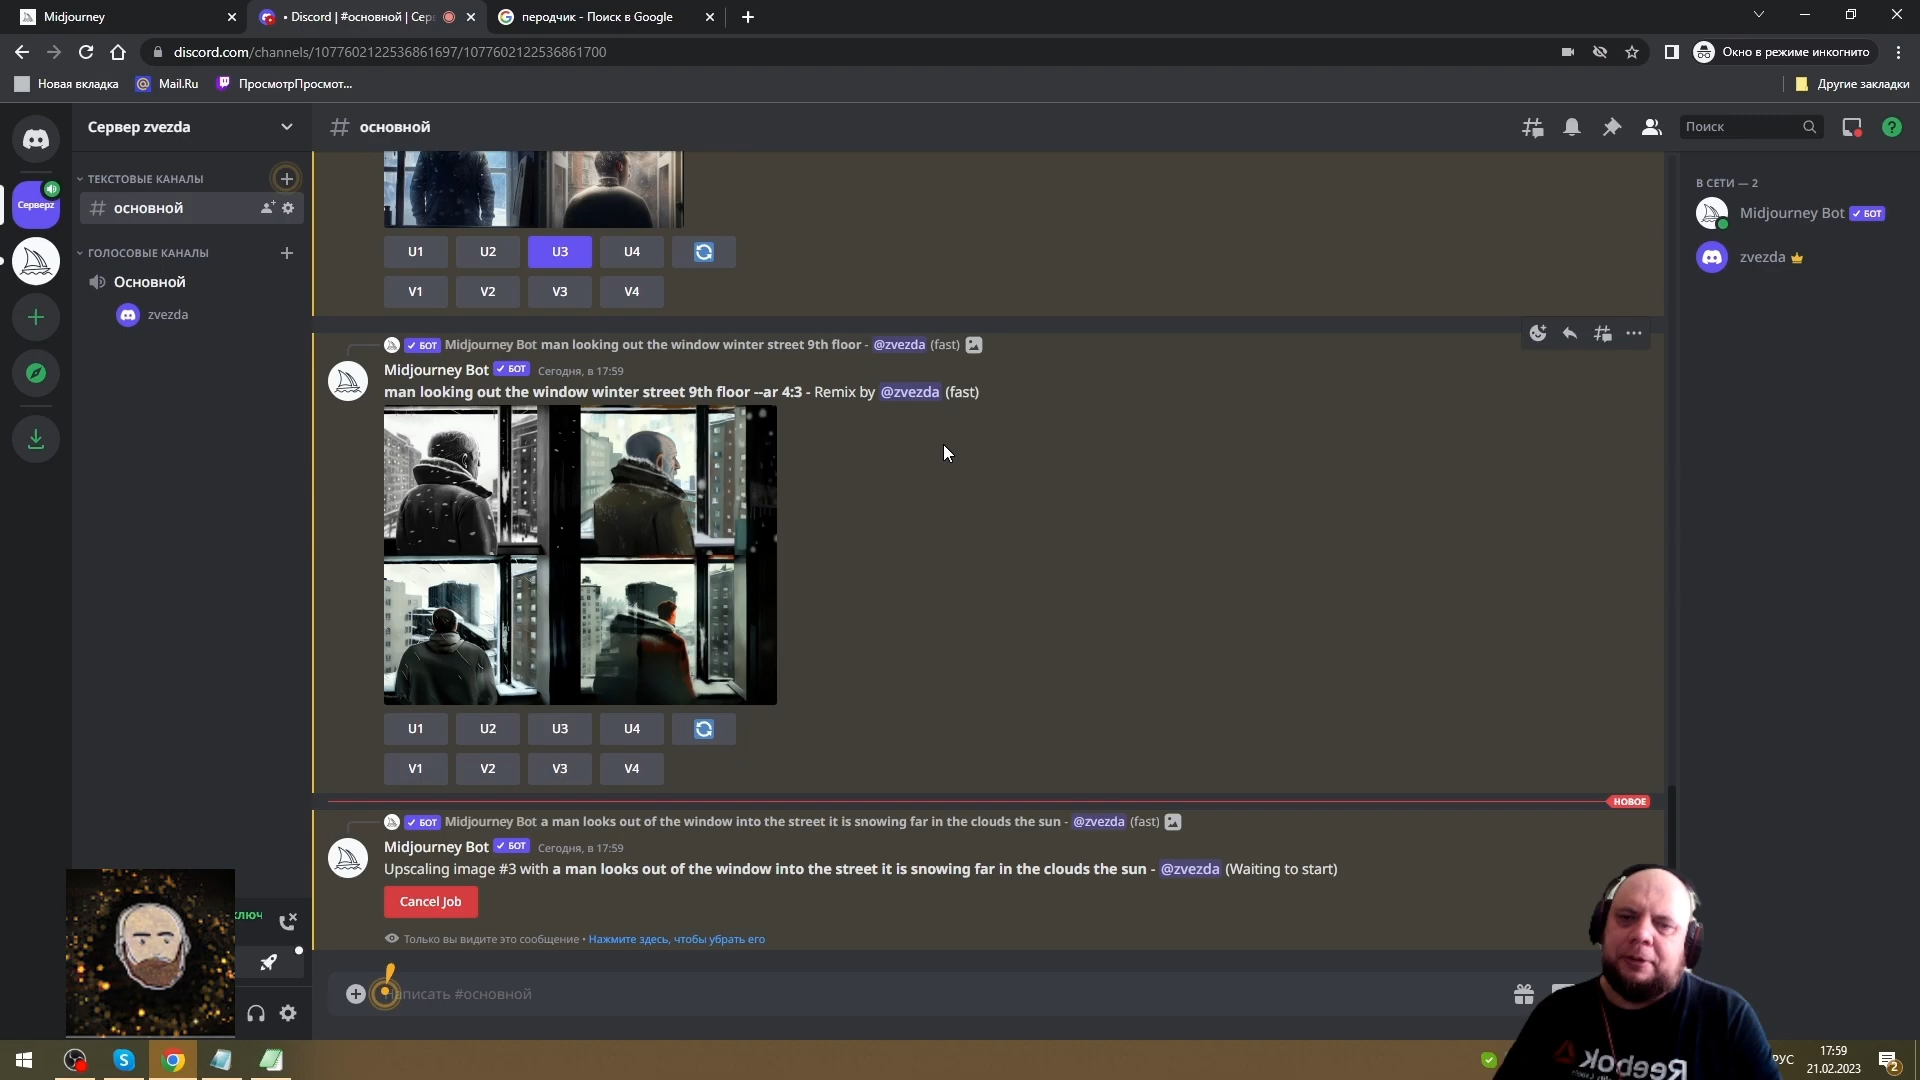 Midjourney
• Discord | #основной | Сер
перодчик - Поиск в Google
discord.com/channels/1077602122536861697/1077602122536861700
Окно в режиме инкогнито
Новая вкладка
Mail.Ru
ПросмотрПросмот...
Другие закладки
Сервер zvezda
основной
Поиск
ТЕКСТОВЫЕ КАНАЛЫ
основной
ГОЛОСОВЫЕ КАНАЛЫ
Основной
zvezda
Серверz
В СЕТИ — 2
Midjourney Bot БОТ
zvezda
U1 U2 U3 U4
V1 V2 V3 V4
БОТ Midjourney Bot man looking out the window winter street 9th floor - @zvezda (fast)
Midjourney Bot БОТ Сегодня, в 17:59
man looking out the window winter street 9th floor --ar 4:3 - Remix by @zvezda (fast)
U1 U2 U3 U4
V1 V2 V3 V4
НОВОЕ
БОТ Midjourney Bot a man looks out of the window into the street it is snowing far in the clouds the sun - @zvezda (fast)
Midjourney Bot БОТ Сегодня, в 17:59
Upscaling image #3 with a man looks out of the window into the street it is snowing far in the clouds the sun - @zvezda (Waiting to start)
Cancel Job
Только вы видите это сообщение • Нажмите здесь, чтобы убрать его
ключ
Написать #основной
Reebok
РУС
17:59
21.02.2023
2